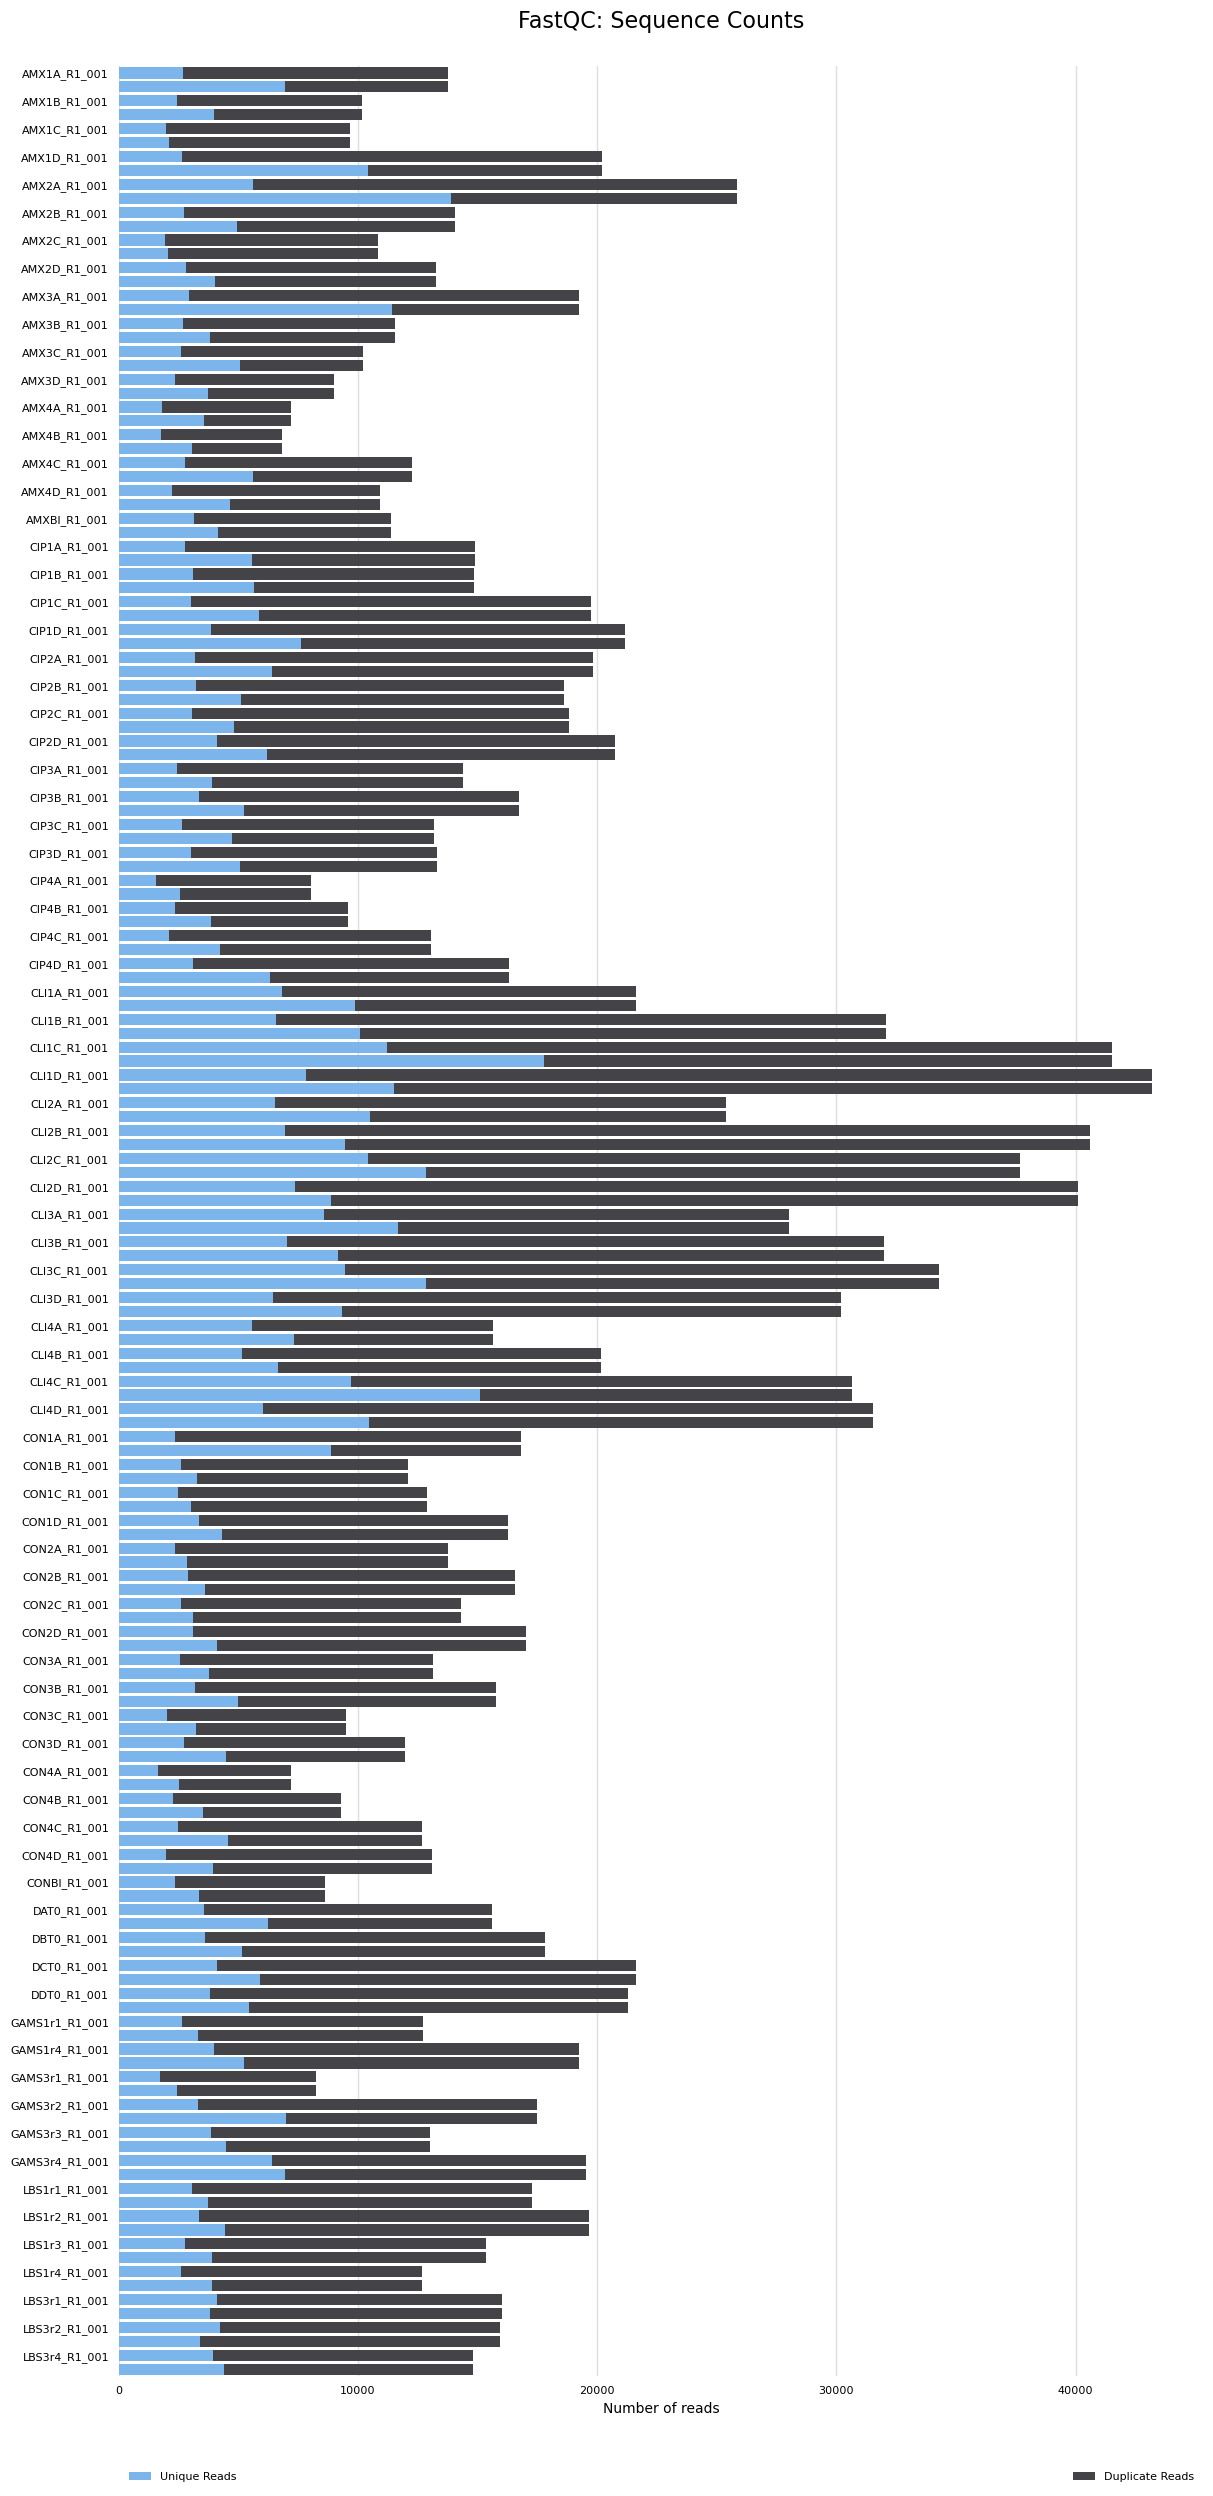 FastQC: Sequence Counts
AMX1A_R1_001
AMX1B_R1_001
AMX1C_R1_001
AMX1D_R1_001
AMX2A_R1_001
AMX2B_R1_001
AMX2C_R1_001
AMX2D_R1_001
AMX3A_R1_001
AMX3B_R1_001
AMX3C_R1_001
AMX3D_R1_001
AMX4A_R1_001
AMX4B_R1_001
AMX4C_R1_001
AMX4D_R1_001
AMXBI_R1_001
CIP1A_R1_001
CIP1B_R1_001
CIP1C_R1_001
CIP1D_R1_001
CIP2A_R1_001
CIP2B_R1_001
CIP2C_R1_001
CIP2D_R1_001
CIP3A_R1_001
CIP3B_R1_001
CIP3C_R1_001
CIP3D_R1_001
CIP4A_R1_001
CIP4B_R1_001
CIP4C_R1_001
CIP4D_R1_001
CLI1A_R1_001
CLI1B_R1_001
CLI1C_R1_001
CLI1D_R1_001
CLI2A_R1_001
CLI2B_R1_001
CLI2C_R1_001
CLI2D_R1_001
CLI3A_R1_001
CLI3B_R1_001
CLI3C_R1_001
CLI3D_R1_001
CLI4A_R1_001
CLI4B_R1_001
CLI4C_R1_001
CLI4D_R1_001
CON1A_R1_001
CON1B_R1_001
CON1C_R1_001
CON1D_R1_001
CON2A_R1_001
CON2B_R1_001
CON2C_R1_001
CON2D_R1_001
CON3A_R1_001
CON3B_R1_001
CON3C_R1_001
CON3D_R1_001
CON4A_R1_001
CON4B_R1_001
CON4C_R1_001
CON4D_R1_001
CONBI_R1_001
DAT0_R1_001
DBT0_R1_001
DCT0_R1_001
DDT0_R1_001
GAMS1r1_R1_001
GAMS1r4_R1_001
GAMS3r1_R1_001
GAMS3r2_R1_001
GAMS3r3_R1_001
GAMS3r4_R1_001
LBS1r1_R1_001
LBS1r2_R1_001
LBS1r3_R1_001
LBS1r4_R1_001
LBS3r1_R1_001
LBS3r2_R1_001
LBS3r4_R1_001
0 10000 20000 30000 40000
Number of reads
Unique Reads Duplicate Reads